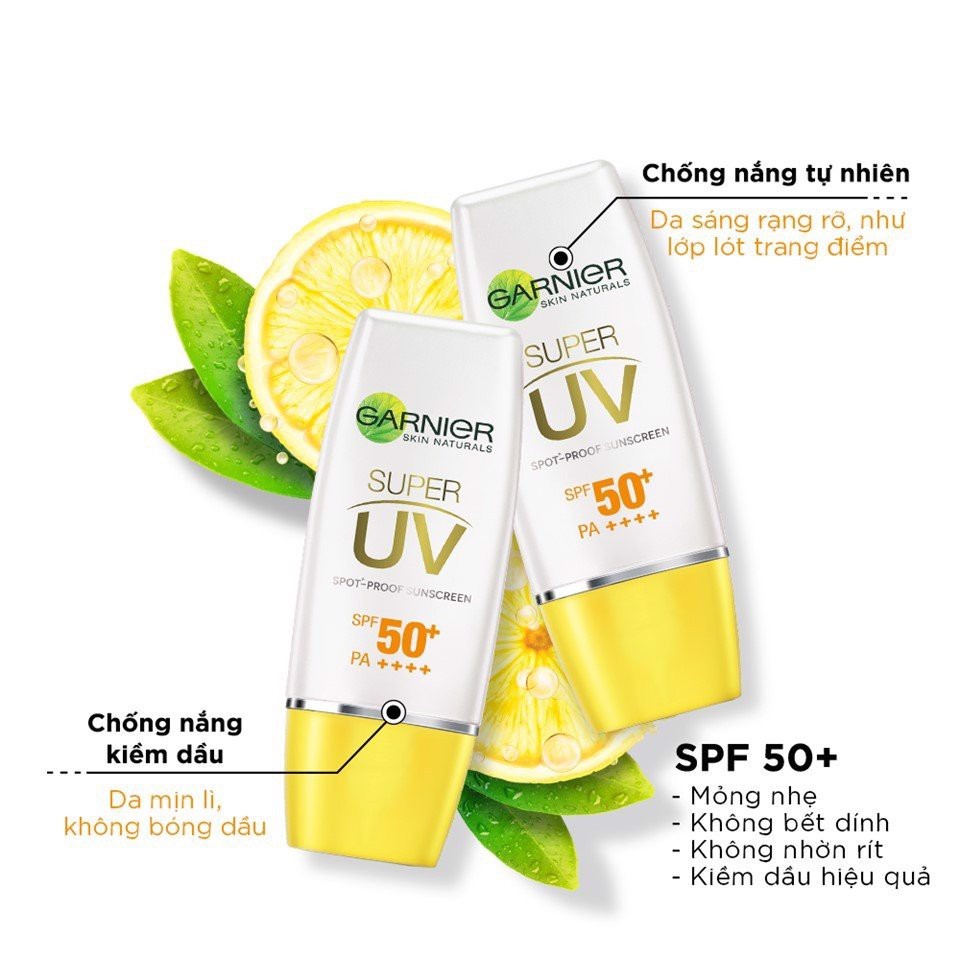 Chống nắng tự nhiên
Da sáng rạng rỡ, như
lớp lót trang điểm
GARNIER
SKIN NATURALS
SUPER
UV
SPOT-PROOF SUNSCREEN
SPF 50+
PA ++++
GARNIER
SKIN NATURALS
SUPER
UV
SPOT-PROOF SUNSCREEN
SPF 50+
PA ++++
Chống nắng
kiềm dầu
Da mịn lì,
không bóng dầu
SPF 50+
- Mỏng nhẹ
- Không bết dính
- Không nhờn rít
- Kiềm dầu hiệu quả